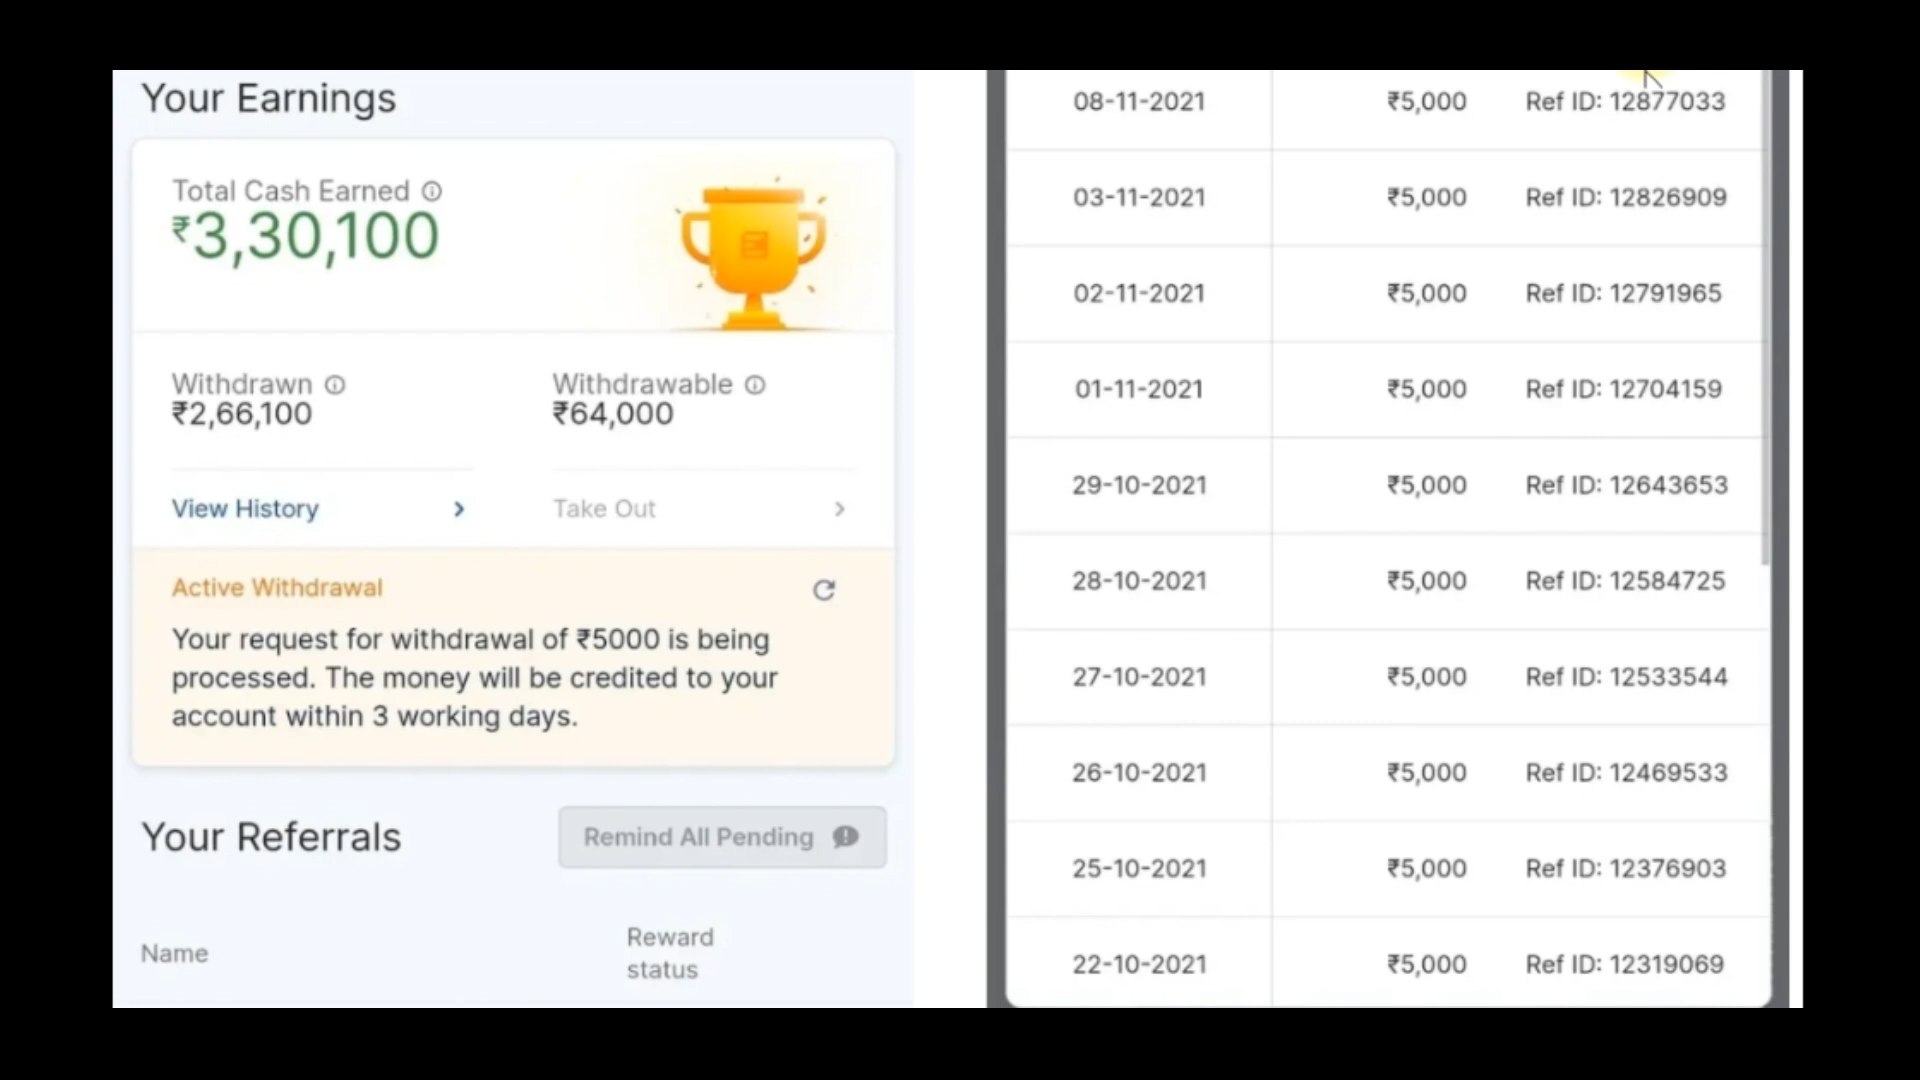 Your Earnings
Total Cash Earned
₹3,30,100
Withdrawn
₹2,66,100
Withdrawable
₹64,000
View History
Take Out
Active Withdrawal
Your request for withdrawal of ₹5000 is being
processed. The money will be credited to your
account within 3 working days.
Your Referrals
Remind All Pending
Name
Reward
status
08-11-2021 ₹5,000 Ref ID: 12877033
03-11-2021 ₹5,000 Ref ID: 12826909
02-11-2021 ₹5,000 Ref ID: 12791965
01-11-2021 ₹5,000 Ref ID: 12704159
29-10-2021 ₹5,000 Ref ID: 12643653
28-10-2021 ₹5,000 Ref ID: 12584725
27-10-2021 ₹5,000 Ref ID: 12533544
26-10-2021 ₹5,000 Ref ID: 12469533
25-10-2021 ₹5,000 Ref ID: 12376903
22-10-2021 ₹5,000 Ref ID: 12319069